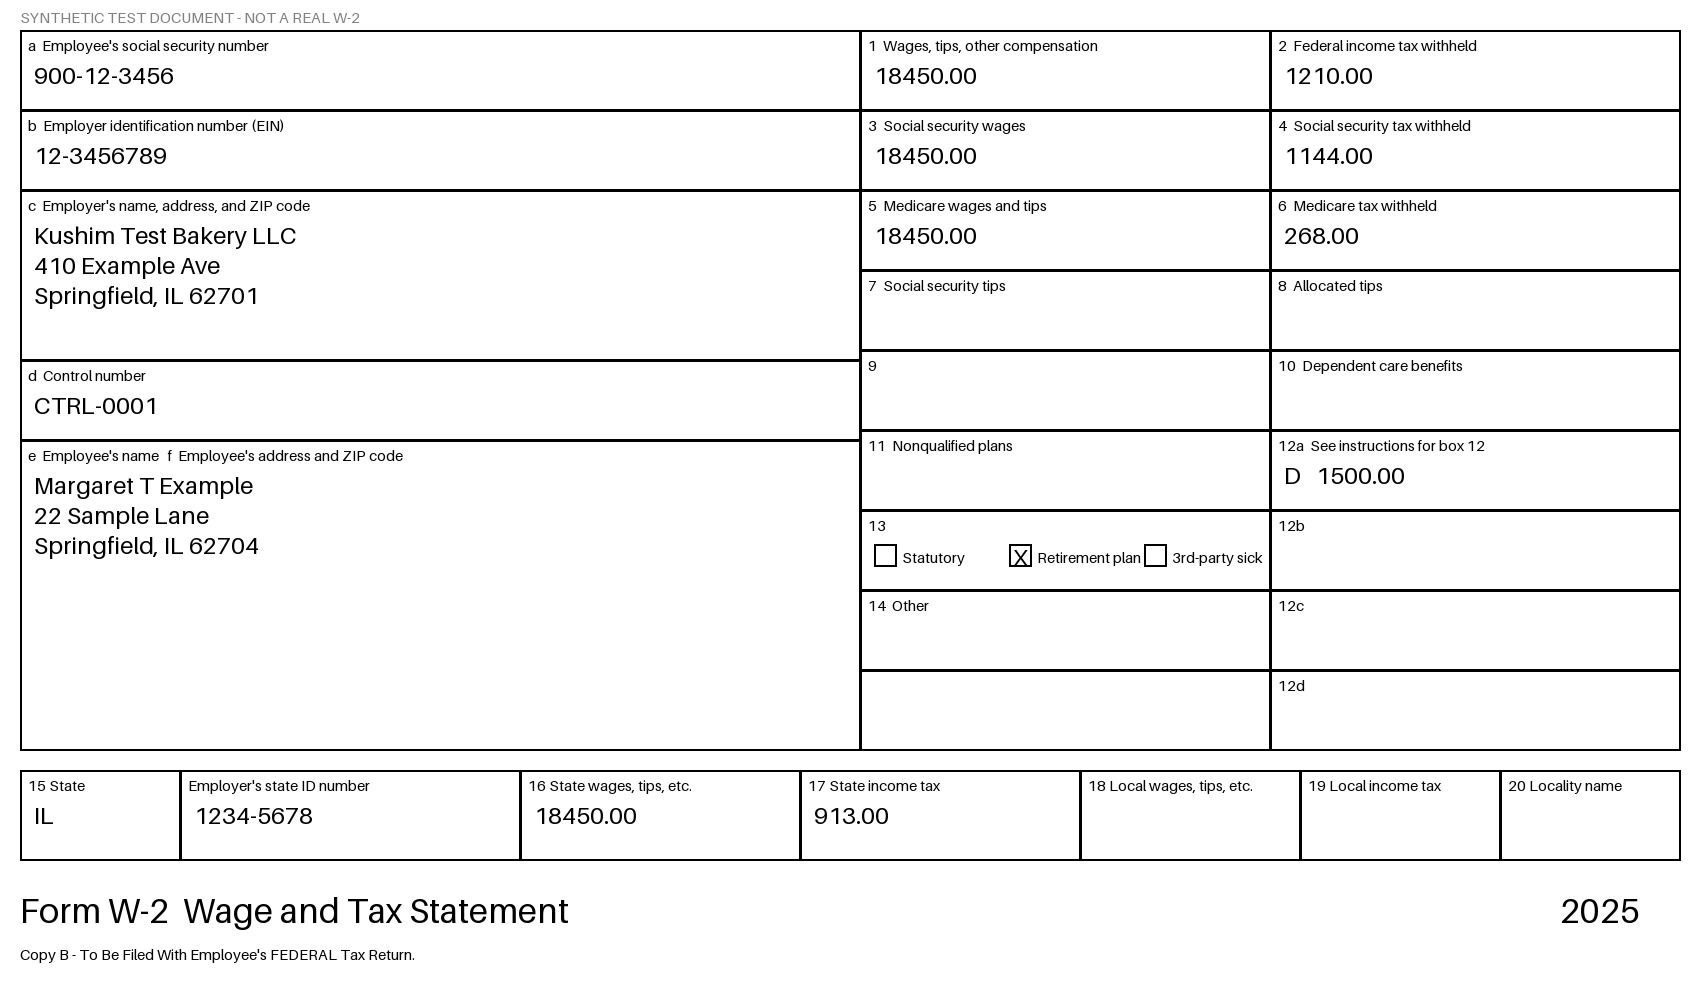 SYNTHETIC TEST DOCUMENT - NOT A REAL W-2
a Employee's social security number
900-12-3456
b Employer identification number (EIN)
12-3456789
c Employer's name, address, and ZIP code
Kushim Test Bakery LLC
410 Example Ave
Springfield, IL 62701
d Control number
CTRL-0001
e Employee's name f Employee's address and ZIP code
Margaret T Example
22 Sample Lane
Springfield, IL 62704
1 Wages, tips, other compensation
18450.00
2 Federal income tax withheld
1210.00
3 Social security wages
18450.00
4 Social security tax withheld
1144.00
5 Medicare wages and tips
18450.00
6 Medicare tax withheld
268.00
7 Social security tips
8 Allocated tips
9
10 Dependent care benefits
11 Nonqualified plans
12a See instructions for box 12
D 1500.00
13
Statutory X Retirement plan 3rd-party sick
12b
14 Other
12c
12d
15 State
IL
Employer's state ID number
1234-5678
16 State wages, tips, etc.
18450.00
17 State income tax
913.00
18 Local wages, tips, etc.
19 Local income tax
20 Locality name
Form W-2 Wage and Tax Statement
2025
Copy B - To Be Filed With Employee's FEDERAL Tax Return.